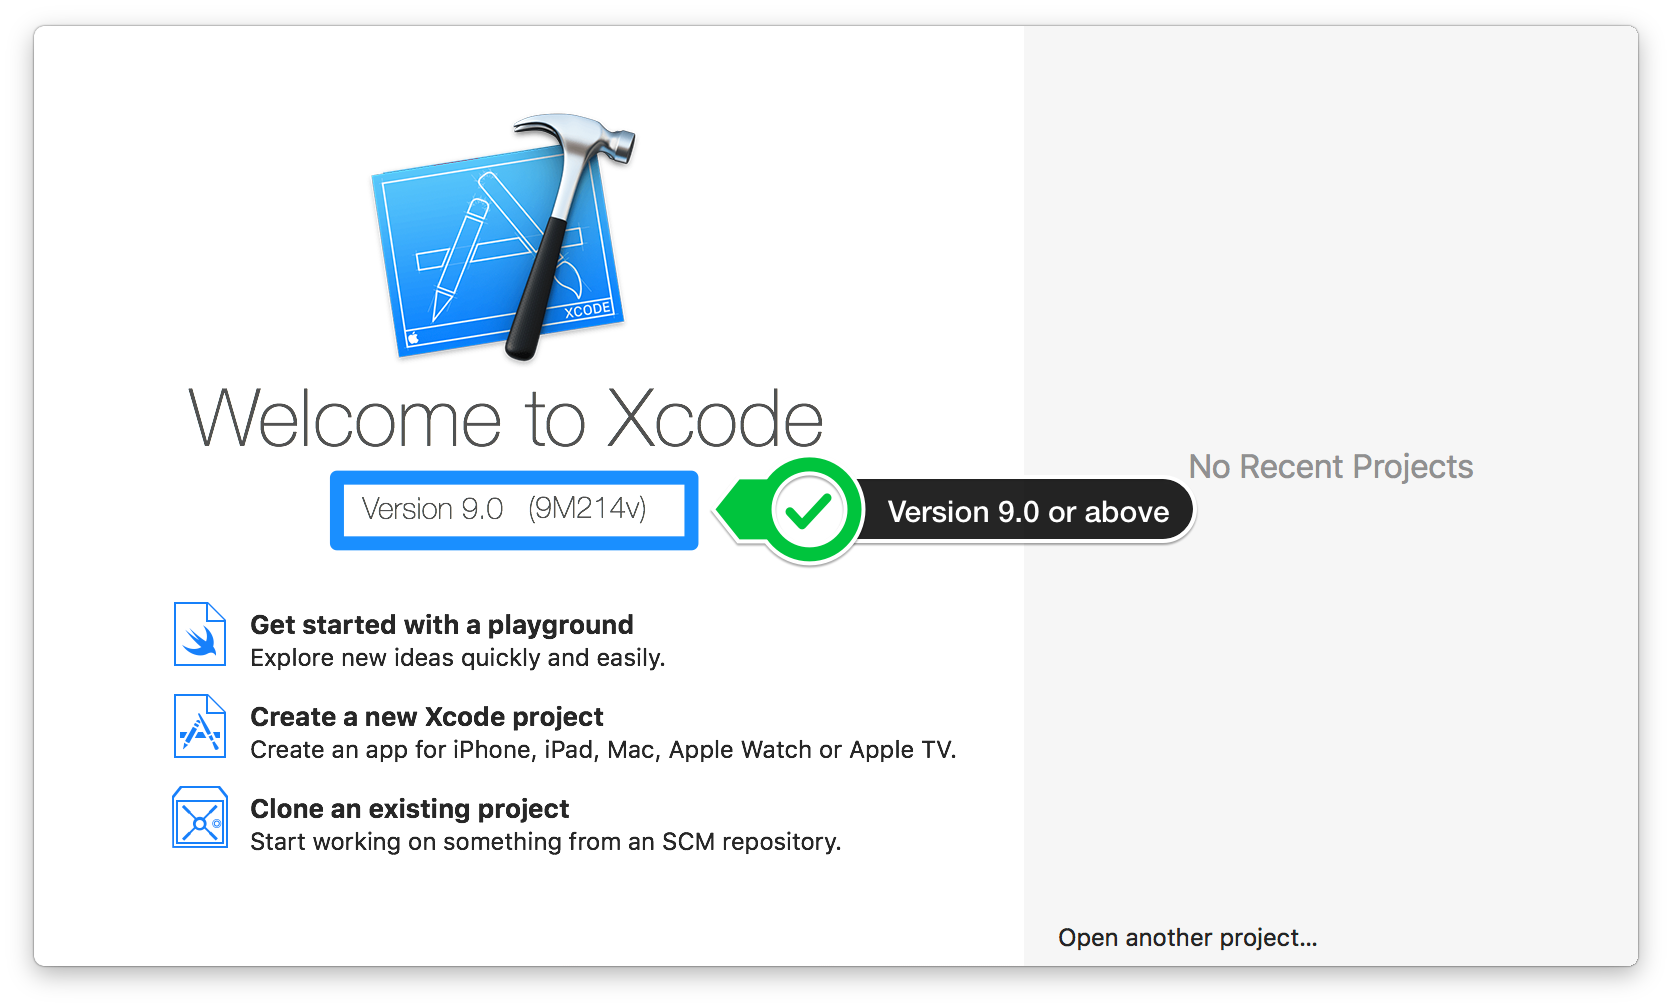 XCODE
Welcome to Xcode
Version 9.0 (9M214v)
Version 9.0 or above
Get started with a playground
Explore new ideas quickly and easily.
Create a new Xcode project
Create an app for iPhone, iPad, Mac, Apple Watch or Apple TV.
Clone an existing project
Start working on something from an SCM repository.
No Recent Projects
Open another project...